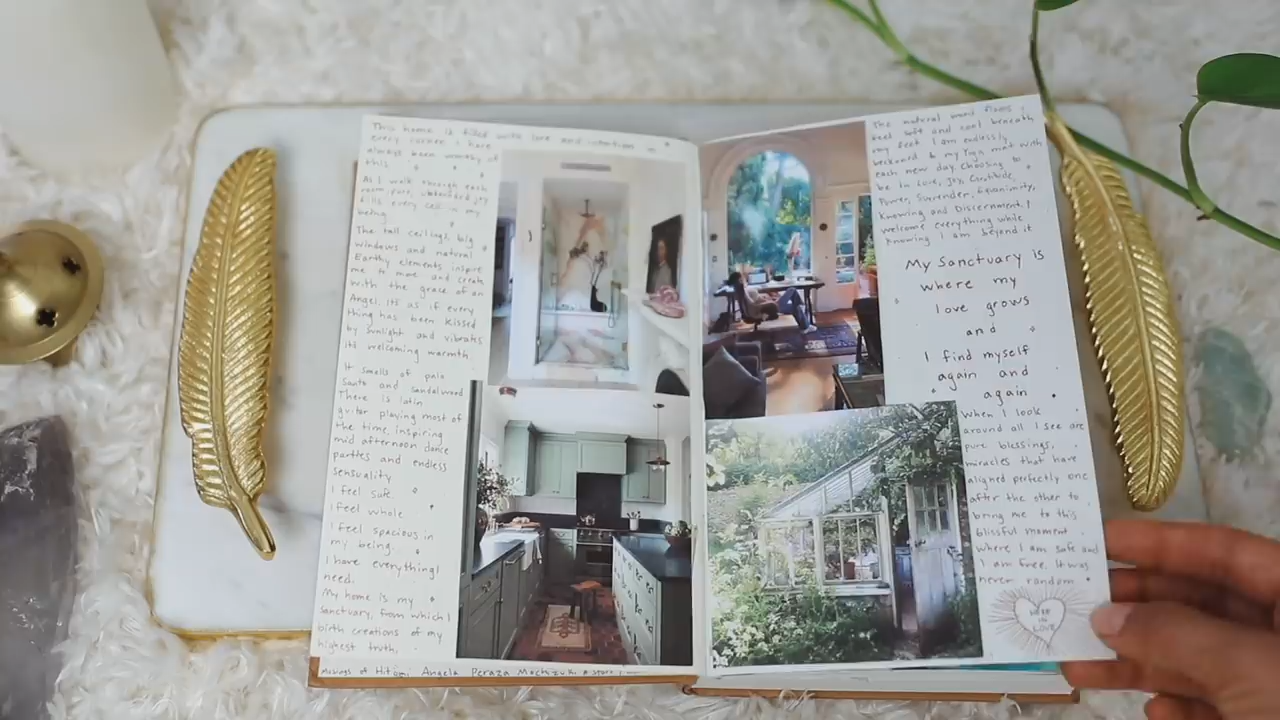 This home is filled with love and intention in
every corner. I have
always been worthy of
this.
As I walk through each
room, pure, unbridled joy
fills every cell in my
being.
The tall ceilings, big
windows and natural
Earthy elements inspire
me to move and create
with the grace of an
Angel. It's as if every
thing has been kissed
by sunlight and vibrates
its welcoming warmth
It smells of palo
santo and sandalwood
There is latin
guitar playing most of
the time, inspiring
mid afternoon dance
parties and endless
sensuality
I feel safe.
I feel whole
I feel spacious in
my being.
I have everything I
need.
My home is my
sanctuary, from which I
birth creations of my
highest truth.
Hitomi Angela Peraza Mochizuki
The natural wood floors
feel soft and cool beneath
my feet. I am endlessly
beckoned to my Yoga mat with
each new day. Choosing to
be in Love, Joy, Gratitude,
Power, Surrender, Equanimity,
Knowing and Discernment. I
welcome everything while
knowing I am beyond it
My Sanctuary is
where my
love grows
and
I find myself
again and
again
When I look
around all I see are
pure blessings,
miracles that have
aligned perfectly one
after the other to
bring me to this
blissful moment.
Where I am safe and
I am free. It was
never random
IN
LOVE